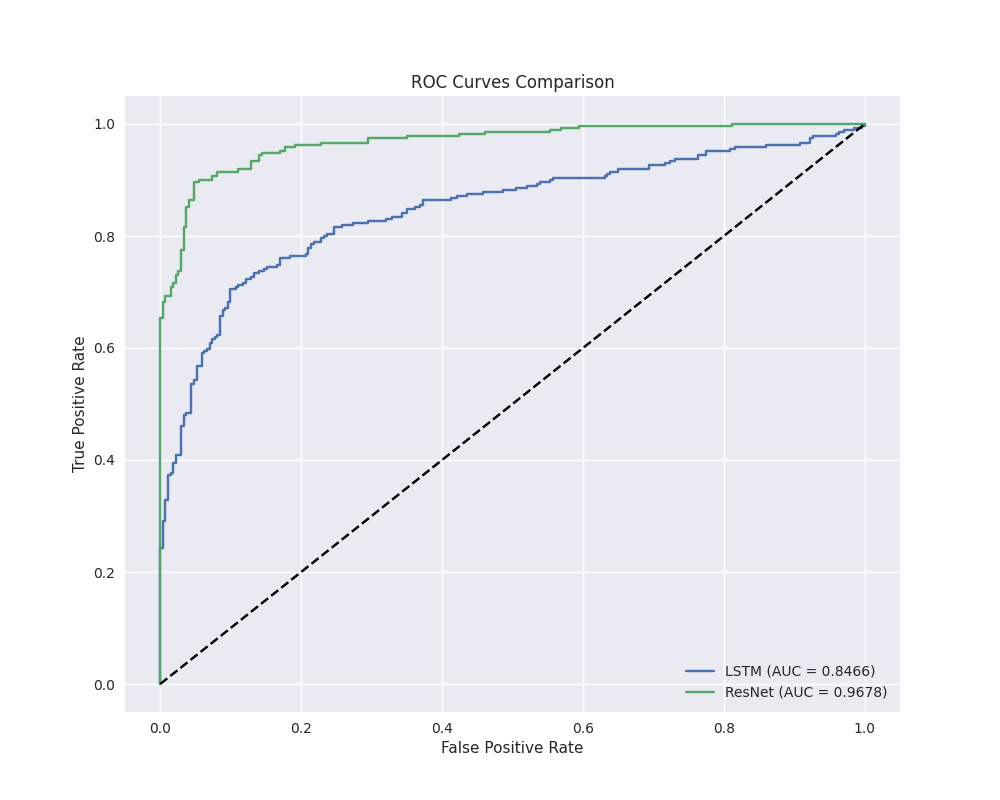 ROC Curves Comparison
True Positive Rate
1.0
0.8
0.6
0.4
0.2
0.0
LSTM (AUC = 0.8466)
ResNet (AUC = 0.9678)
0.0 0.2 0.4 0.6 0.8 1.0
False Positive Rate